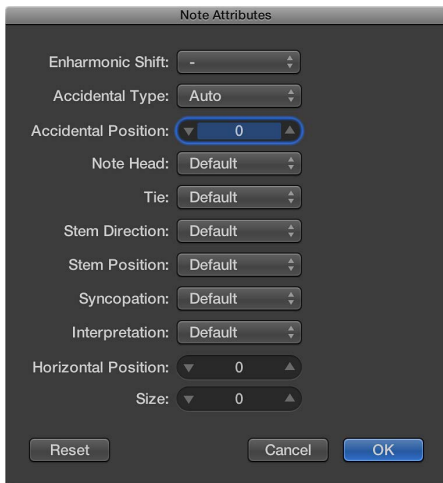 Note Attributes
Enharmonic Shift: -
Accidental Type: Auto
Accidental Position: 0
Note Head: Default
Tie: Default
Stem Direction: Default
Stem Position: Default
Syncopation: Default
Interpretation: Default
Horizontal Position: 0
Size: 0
Reset Cancel OK